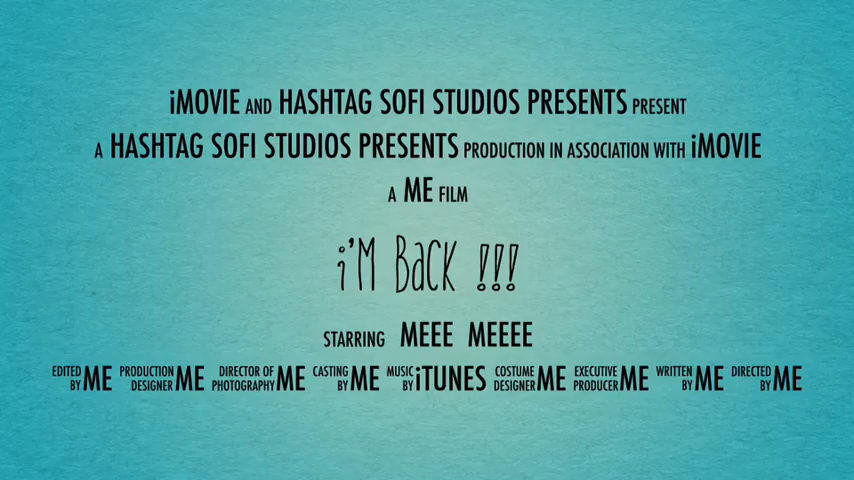 iMOVIE AND HASHTAG SOFI STUDIOS PRESENTS PRESENT
A HASHTAG SOFI STUDIOS PRESENTS PRODUCTION IN ASSOCIATION WITH iMOVIE
A ME FILM
i'M BacK !!!
STARRING MEEE MEEEE
EDITED BY ME PRODUCTION DESIGNER ME DIRECTOR OF PHOTOGRAPHY ME CASTING BY ME MUSIC BY iTUNES COSTUME DESIGNER ME EXECUTIVE PRODUCER ME WRITTEN BY ME DIRECTED BY ME